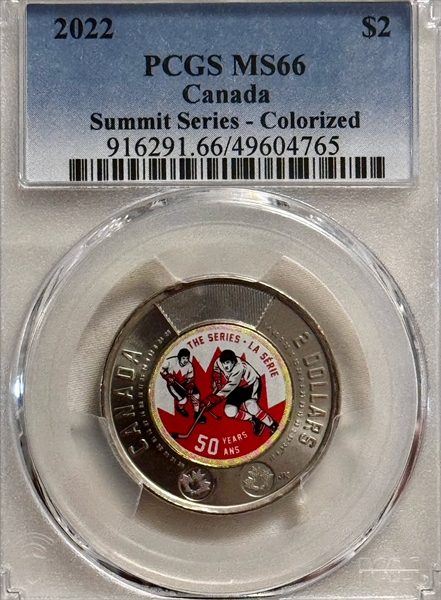 2022 $2
PCGS MS66
Canada
Summit Series - Colorized
916291.66/49604765
THE SERIES · LA SÉRIE
CANADA
2 DOLLARS
50 YEARS
ANS